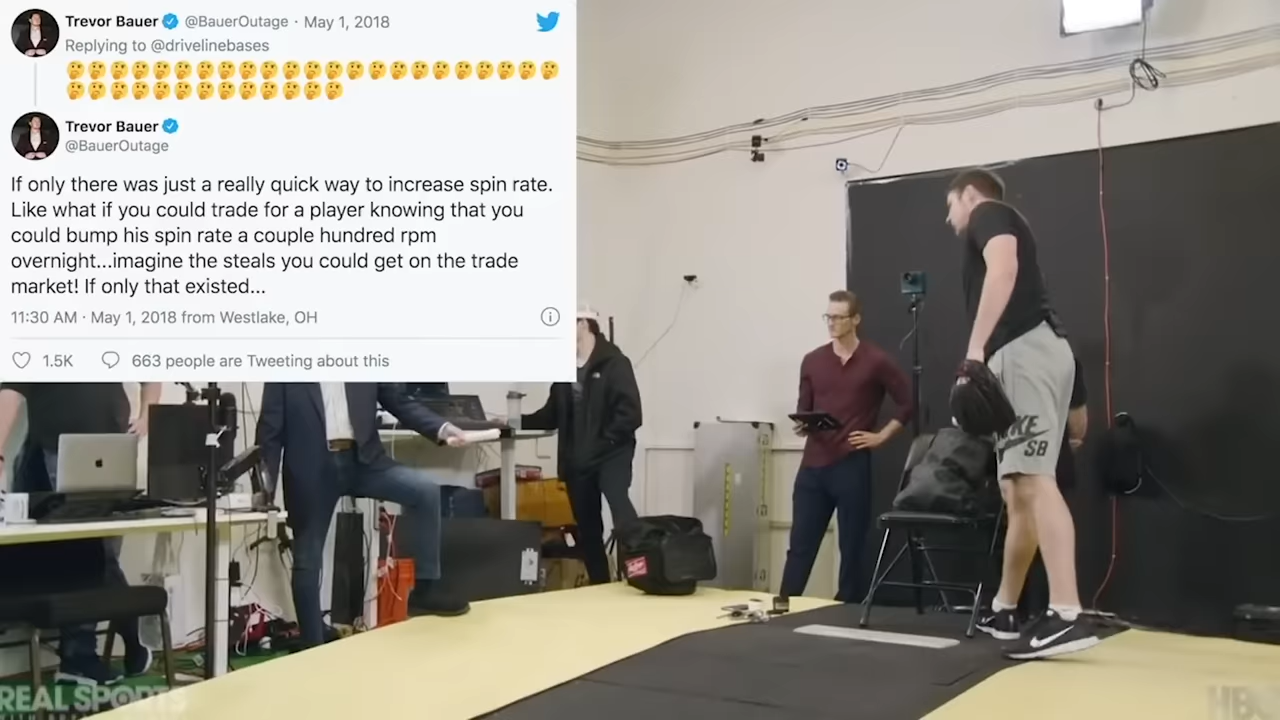 Trevor Bauer @BauerOutage · May 1, 2018
Replying to @drivelinebases
🤔🤔🤔🤔🤔🤔🤔🤔🤔🤔🤔🤔🤔🤔🤔🤔🤔🤔🤔🤔🤔🤔🤔
🤔🤔🤔🤔🤔🤔🤔🤔🤔🤔🤔🤔🤔
Trevor Bauer
@BauerOutage
If only there was just a really quick way to increase spin rate.
Like what if you could trade for a player knowing that you
could bump his spin rate a couple hundred rpm
overnight...imagine the steals you could get on the trade
market! If only that existed...
11:30 AM · May 1, 2018 from Westlake, OH
1.5K 663 people are Tweeting about this
NIKE
SB
REAL SPORTS
HBO